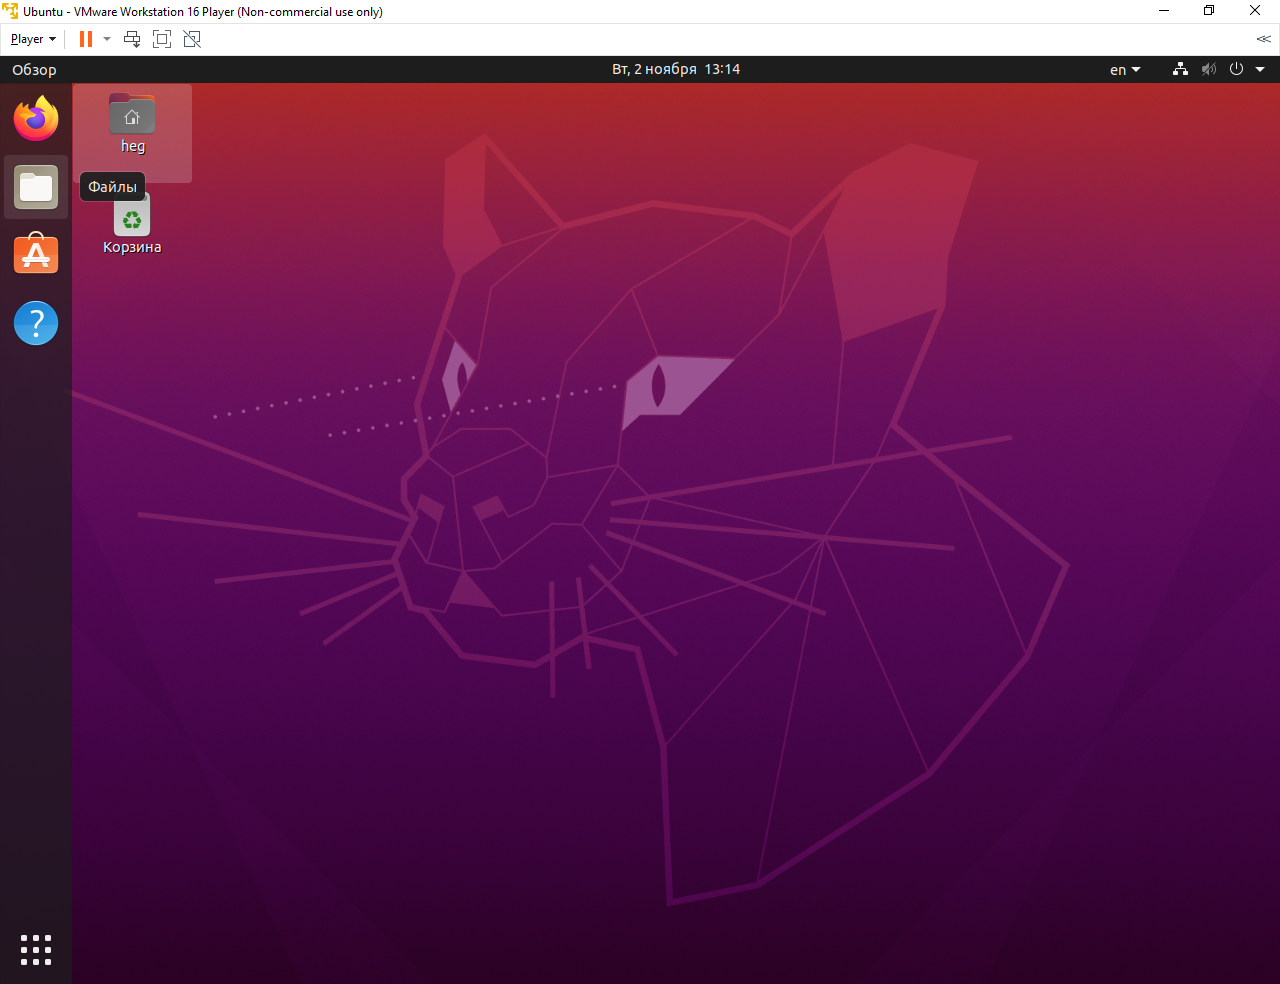 Ubuntu - VMware Workstation 16 Player (Non-commercial use only)
Player
Обзор
Вт, 2 ноября 13:14
en
heg
Файлы
Корзина